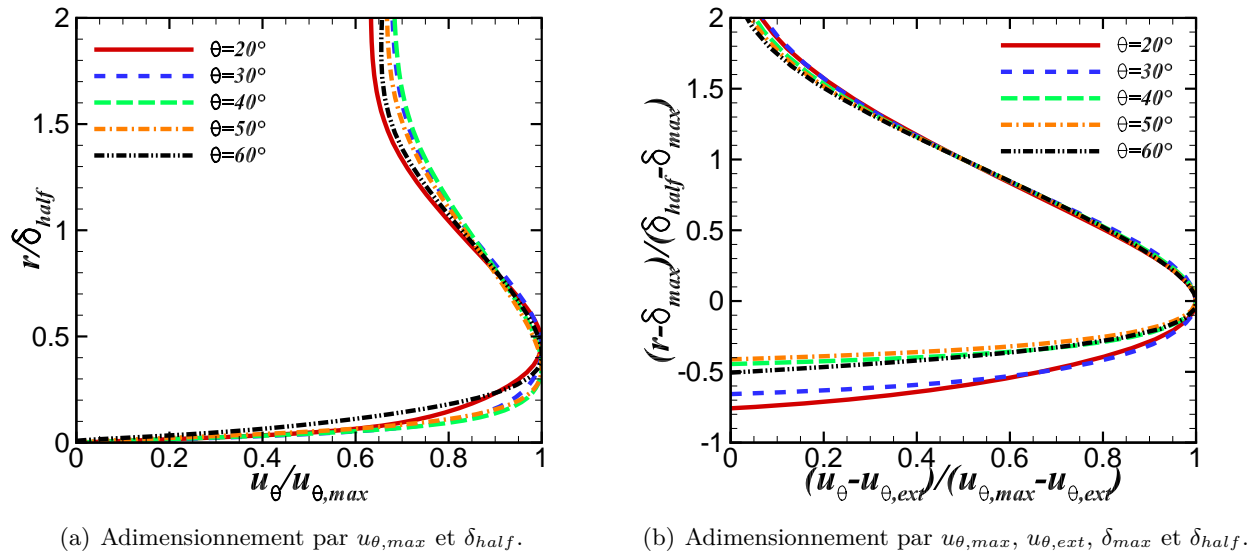 2
1.5
1
0.5
0
0
0.2
0.4
0.6
0.8
1
r/δhalf
uθ/uθ,max
θ=20°
θ=30°
θ=40°
θ=50°
θ=60°
2
1.5
1
0.5
0
-0.5
-1
0
0.2
0.4
0.6
0.8
1
(r-δmax)/(δhalf-δmax)
(uθ-uθ,ext)/(uθ,max-uθ,ext)
θ=20°
θ=30°
θ=40°
θ=50°
θ=60°
(a) Adimensionnement par uθ,max et δhalf.
(b) Adimensionnement par uθ,max, uθ,ext, δmax et δhalf.